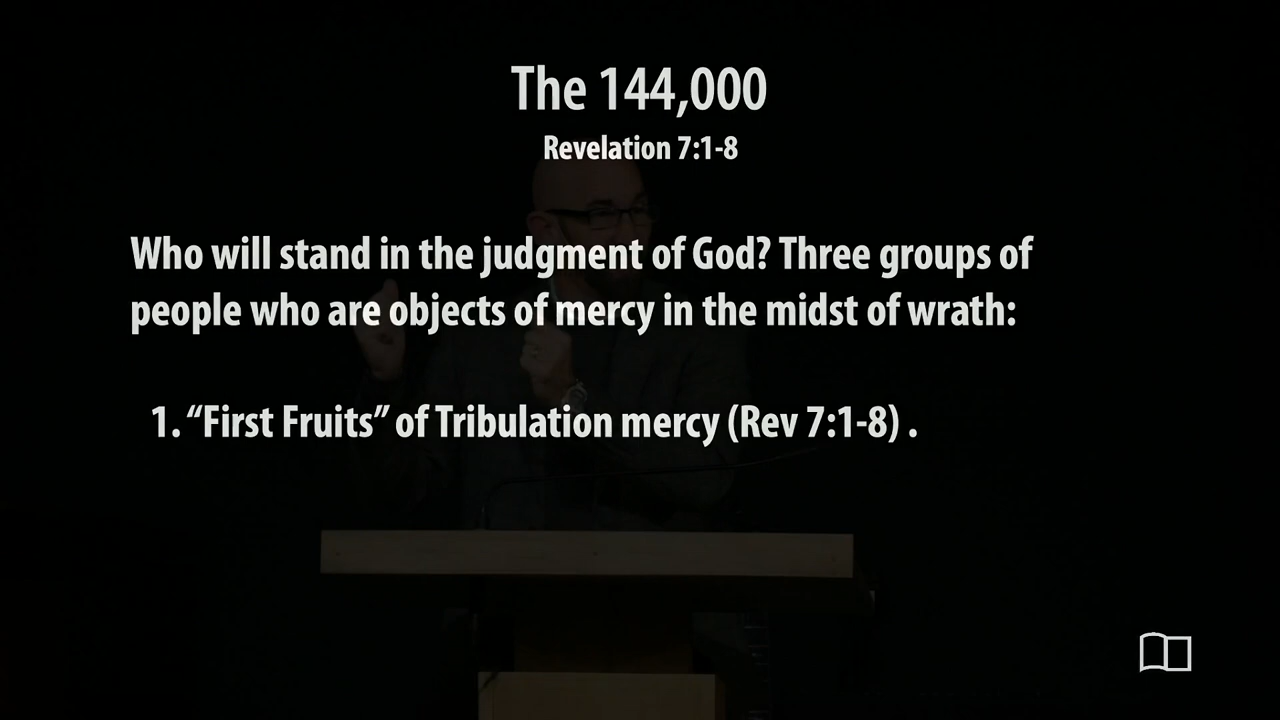 The 144,000
Revelation 7:1-8
Who will stand in the judgment of God? Three groups of
people who are objects of mercy in the midst of wrath:
1. “First Fruits” of Tribulation mercy (Rev 7:1-8) .